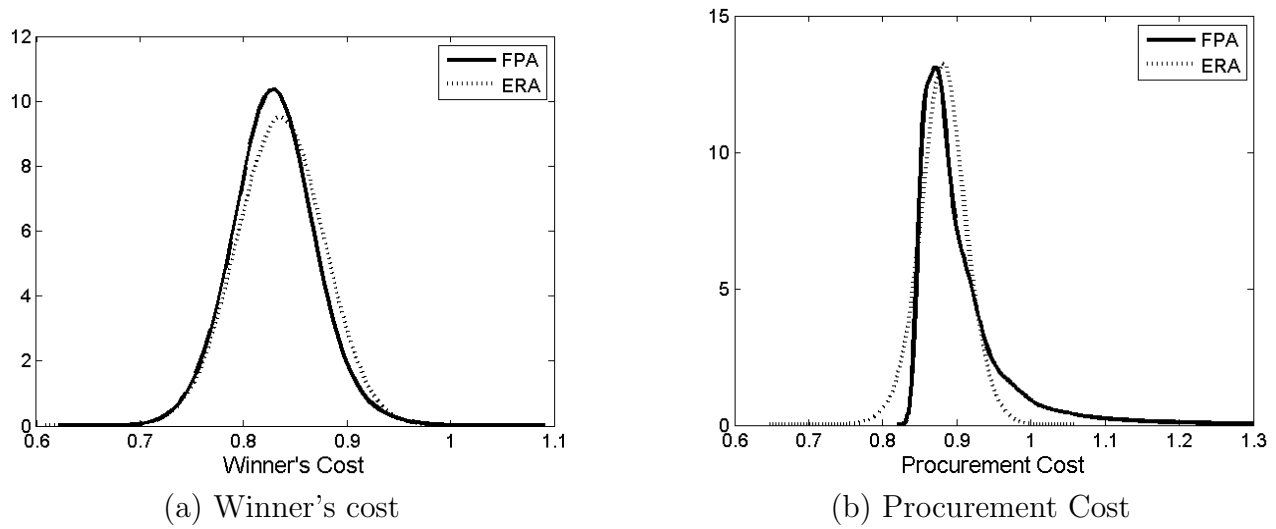 12
10
8
6
4
2
0
0.6 0.7 0.8 0.9 1 1.1
FPA
ERA
Winner's Cost
(a) Winner's cost
15
10
5
0
0.6 0.7 0.8 0.9 1 1.1 1.2 1.3
FPA
ERA
Procurement Cost
(b) Procurement Cost